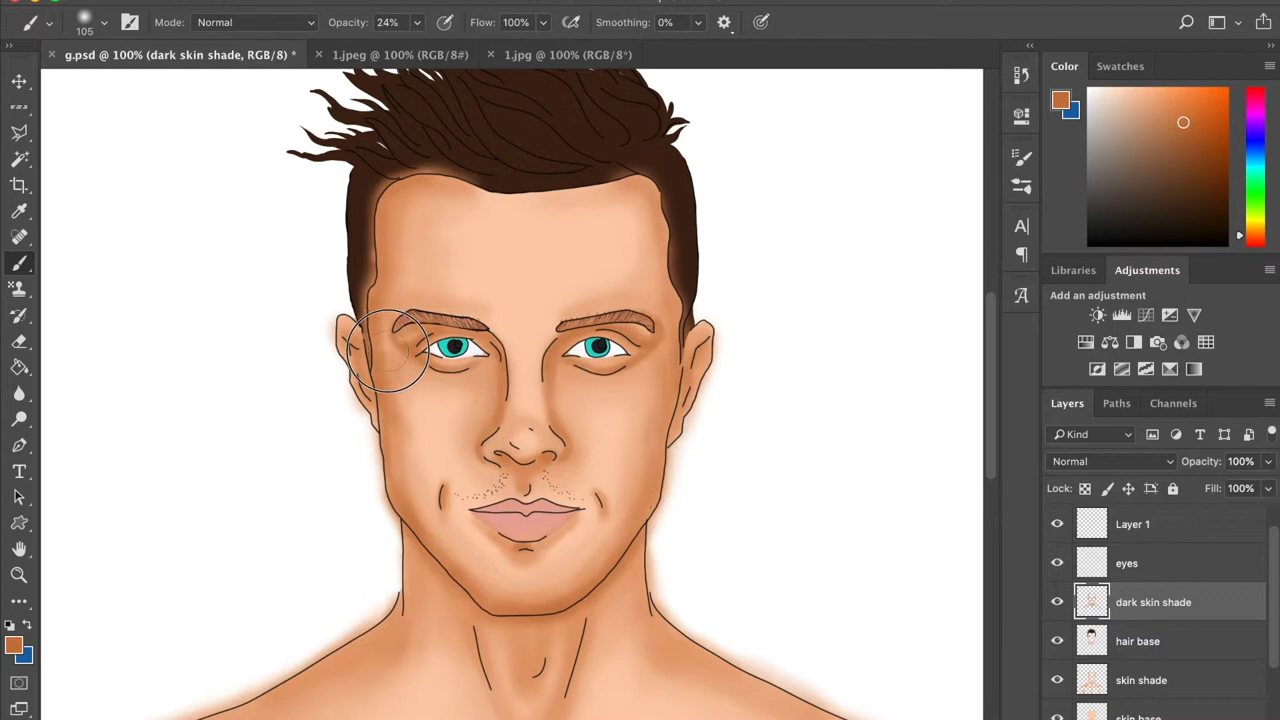 Mode: Normal Opacity: 24% Flow: 100% Smoothing: 0%
105
g.psd @ 100% (dark skin shade, RGB/8) * 1.jpeg @ 100% (RGB/8#) 1.jpg @ 100% (RGB/8*)
Color Swatches
Libraries Adjustments
Add an adjustment
Layers Paths Channels
Kind
Normal Opacity: 100%
Lock: Fill: 100%
Layer 1
eyes
dark skin shade
hair base
skin shade
skin base